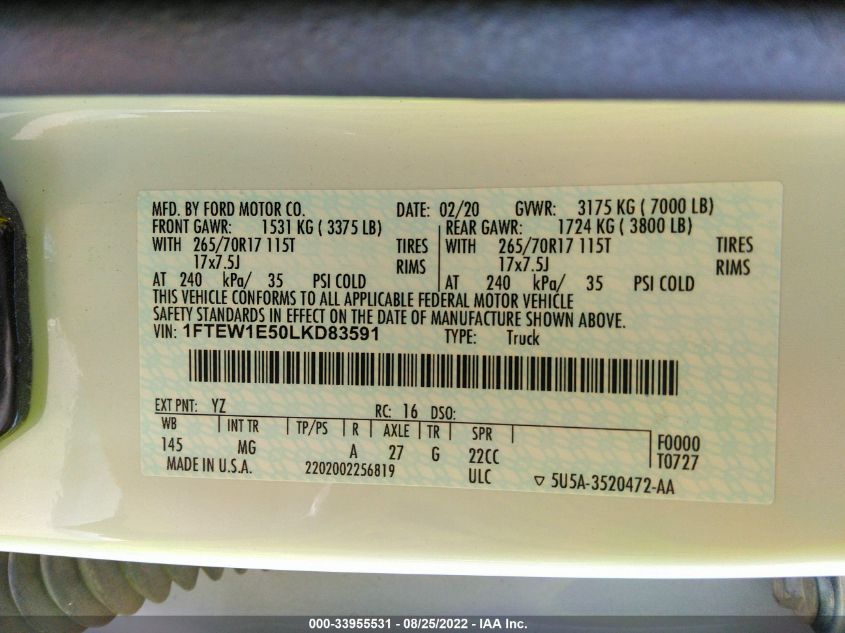 MFD. BY FORD MOTOR CO. DATE: 02/20 GVWR: 3175 KG ( 7000 LB)
FRONT GAWR: 1531 KG ( 3375 LB) REAR GAWR: 1724 KG ( 3800 LB)
WITH 265/70R17 115T TIRES WITH 265/70R17 115T TIRES
17x7.5J RIMS 17x7.5J RIMS
AT 240 kPa/ 35 PSI COLD AT 240 kPa/ 35 PSI COLD
THIS VEHICLE CONFORMS TO ALL APPLICABLE FEDERAL MOTOR VEHICLE
SAFETY STANDARDS IN EFFECT ON THE DATE OF MANUFACTURE SHOWN ABOVE.
VIN: 1FTEW1E50LKD83591 TYPE: Truck
EXT PNT: YZ RC: 16 DSO:
WB INT TR TP/PS R AXLE TR SPR F0000
145 MG A 27 G 22CC T0727
MADE IN U.S.A. 2202002256819 ULC ▽ 5U5A-3520472-AA
000-33955531 - 08/25/2022 - IAA Inc.